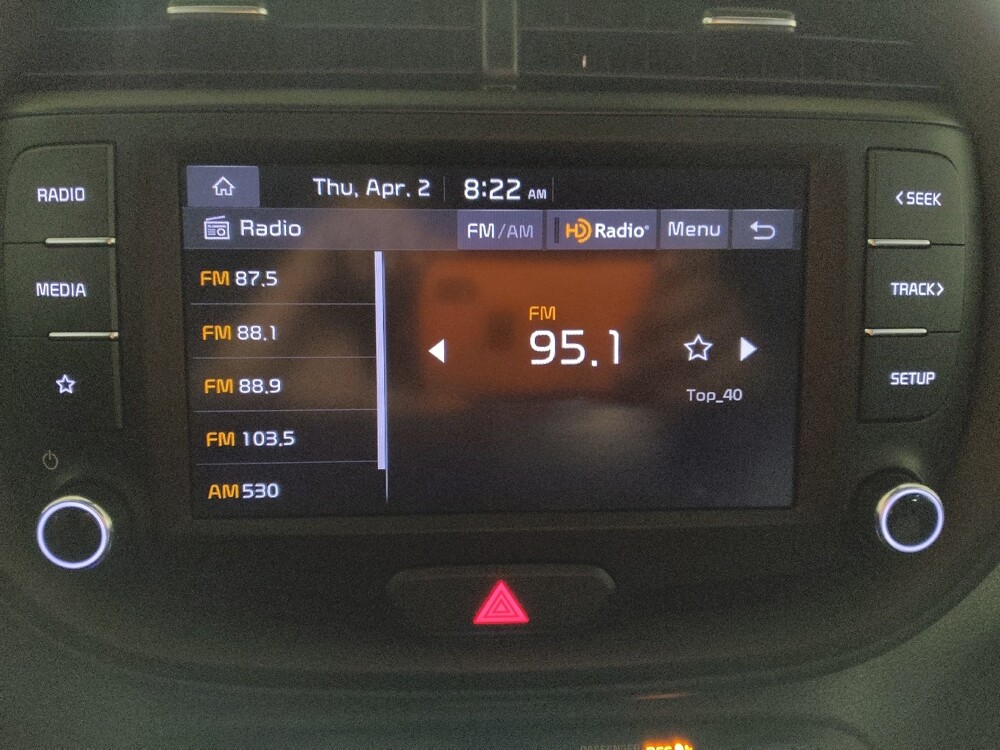 RADIO
MEDIA
Thu, Apr. 2 8:22 AM
Radio FM/AM HD Radio® Menu
FM 87.5
FM 88.1
FM 88.9
FM 103.5
AM 530
FM
95.1
Top_40
<SEEK
TRACK>
SETUP
PASSENGER